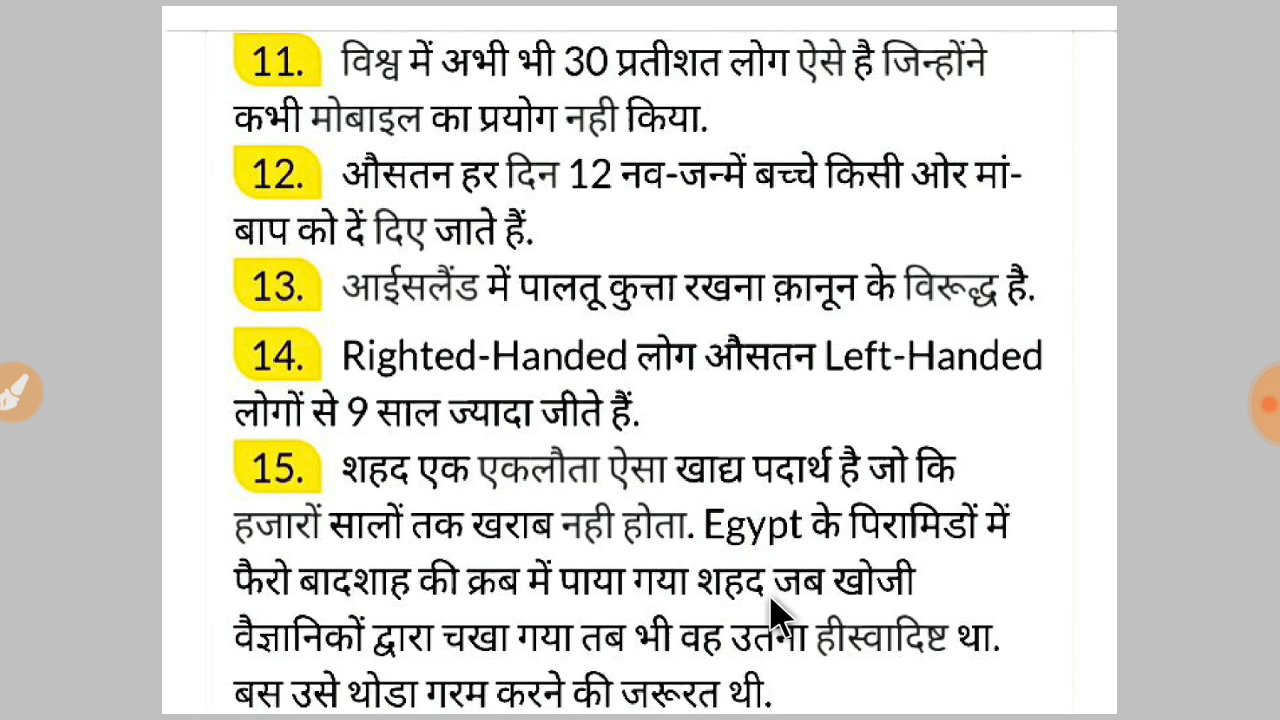 11. विश्व में अभी भी 30 प्रतीशत लोग ऐसे है जिन्होंने
कभी मोबाइल का प्रयोग नही किया.
12. औसतन हर दिन 12 नव-जन्में बच्चे किसी ओर मां-
बाप को दें दिए जाते हैं.
13. आईसलैंड में पालतू कुत्ता रखना क़ानून के विरूद्ध है.
14. Righted-Handed लोग औसतन Left-Handed
लोगों से 9 साल ज्यादा जीते हैं.
15. शहद एक एकलौता ऐसा खाद्य पदार्थ है जो कि
हजारों सालों तक खराब नही होता. Egypt के पिरामिडों में
फैरो बादशाह की क्रब में पाया गया शहद जब खोजी
वैज्ञानिकों द्वारा चखा गया तब भी वह उतना हीस्वादिष्ट था.
बस उसे थोडा गरम करने की जरूरत थी.